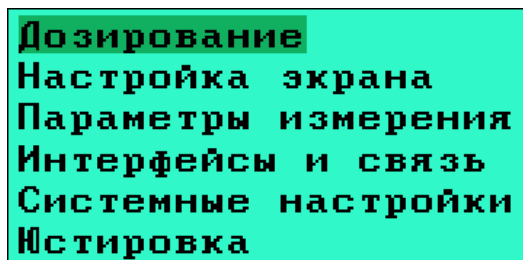 Дозирование
Настройка экрана
Параметры измерения
Интерфейсы и связь
Системные настройки
Юстировка